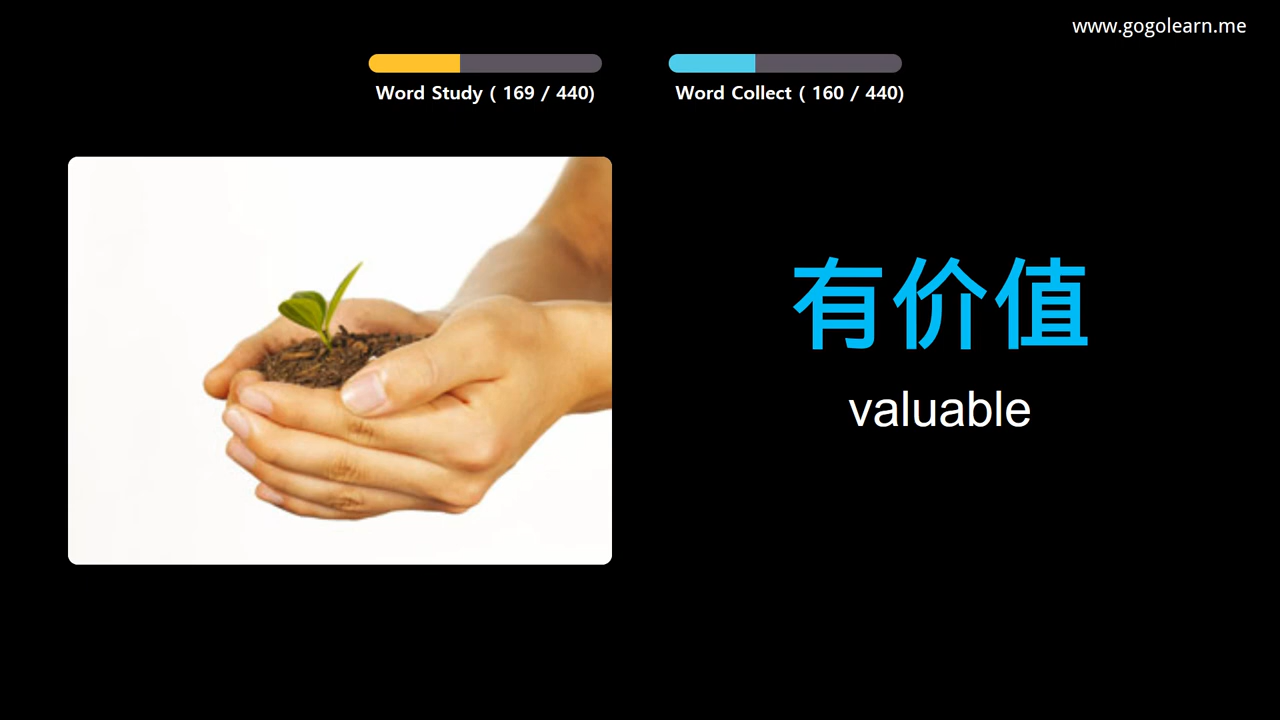 www.gogolearn.me
Word Study ( 169 / 440)
Word Collect ( 160 / 440)
有价值
valuable